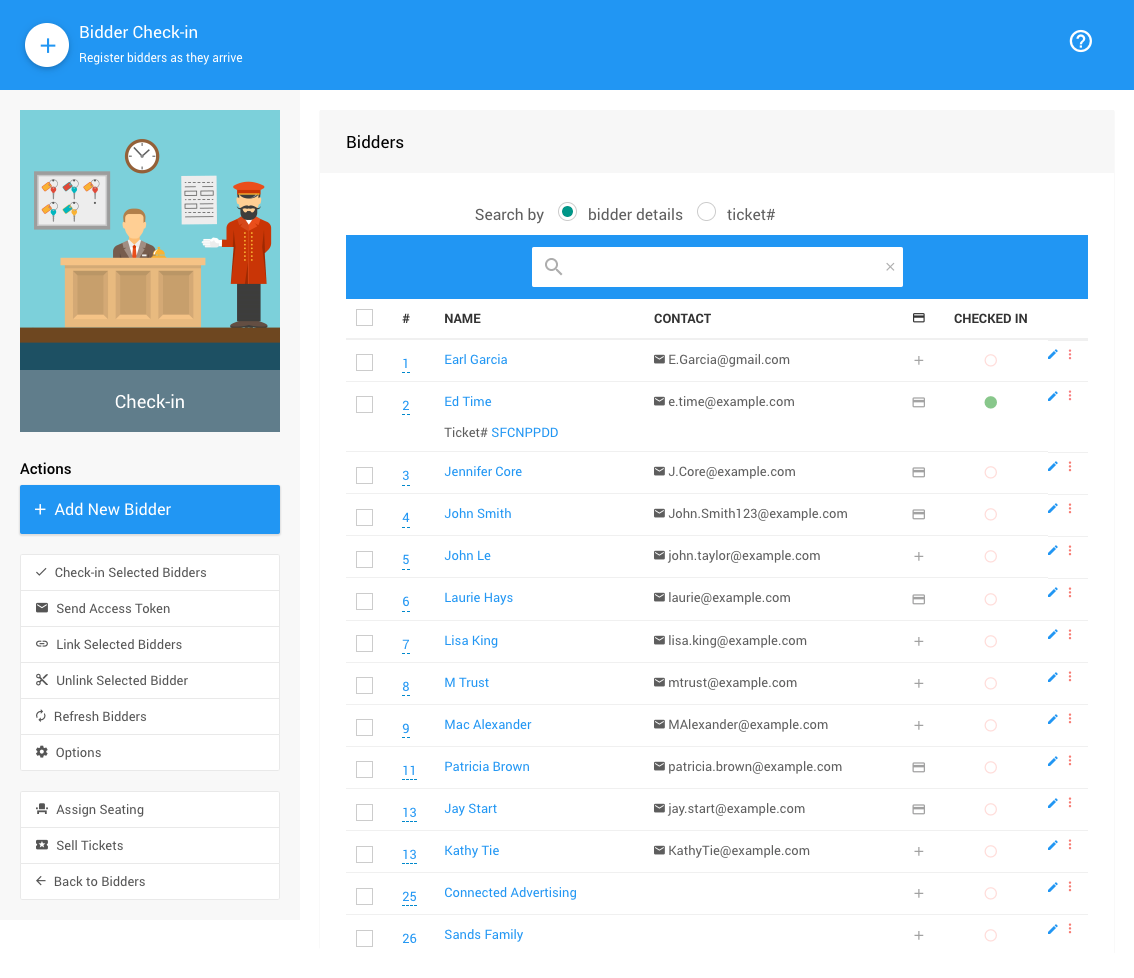 Bidder Check-in
Register bidders as they arrive
Check-in
Actions
+ Add New Bidder
Check-in Selected Bidders
Send Access Token
Link Selected Bidders
Unlink Selected Bidder
Refresh Bidders
Options
Assign Seating
Sell Tickets
Back to Bidders
Bidders
Search by bidder details ticket#
# NAME CONTACT CHECKED IN
1 Earl Garcia E.Garcia@gmail.com
2 Ed Time e.time@example.com
Ticket# SFCNPPDD
3 Jennifer Core J.Core@example.com
4 John Smith John.Smith123@example.com
5 John Le john.taylor@example.com
6 Laurie Hays laurie@example.com
7 Lisa King lisa.king@example.com
8 M Trust mtrust@example.com
9 Mac Alexander MAlexander@example.com
11 Patricia Brown patricia.brown@example.com
13 Jay Start jay.start@example.com
13 Kathy Tie KathyTie@example.com
25 Connected Advertising
26 Sands Family